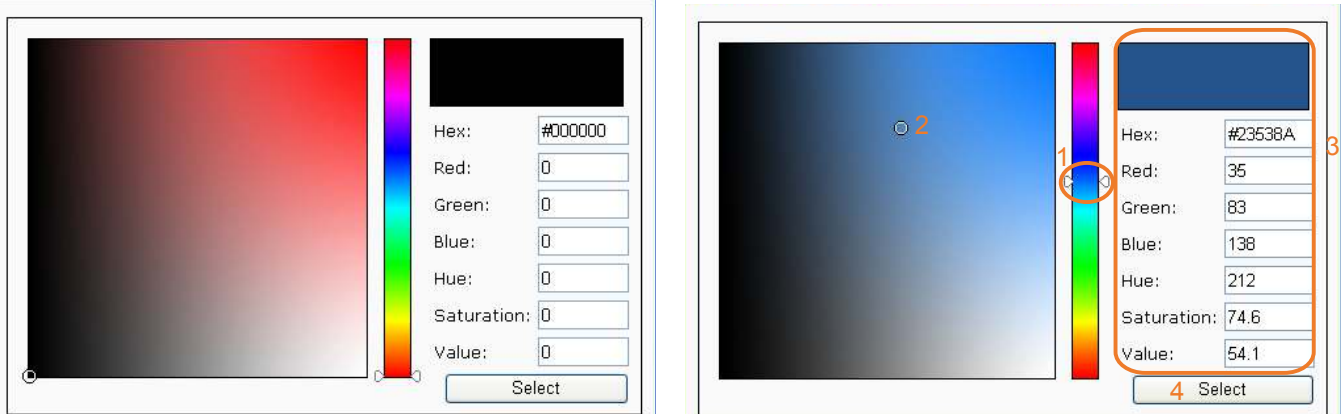 Hex: #000000
Red: 0
Green: 0
Blue: 0
Hue: 0
Saturation: 0
Value: 0
Select
2
1
3
Hex: #23538A
Red: 35
Green: 83
Blue: 138
Hue: 212
Saturation: 74.6
Value: 54.1
4 Select